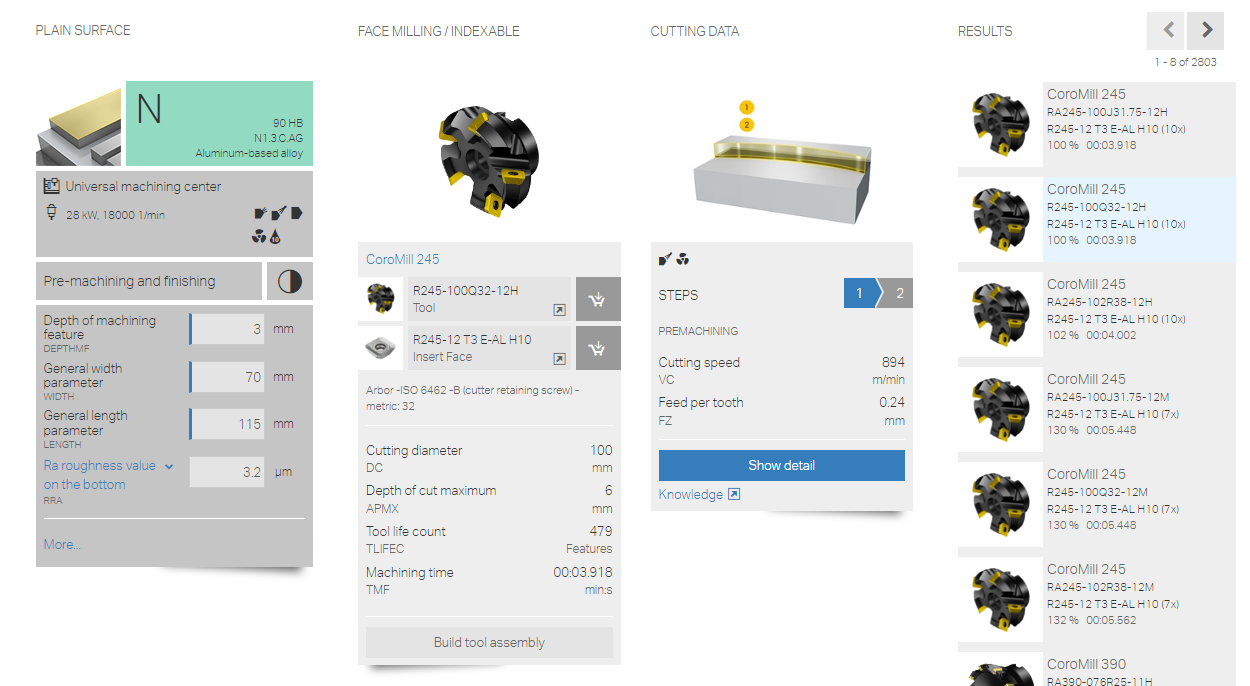 PLAIN SURFACE
N
90 HB
N1.3.C.AG
Aluminum-based alloy
Universal machining center
28 kW, 18000 1/min
10
Pre-machining and finishing
Depth of machining
feature
DEPTHMF
3 mm
General width
parameter
WIDTH
70 mm
General length
parameter
LENGTH
115 mm
Ra roughness value
on the bottom
RRA
3.2 µm
More...
FACE MILLING / INDEXABLE
CoroMill 245
R245-100Q32-12H
Tool
R245-12 T3 E-AL H10
Insert Face
Arbor -ISO 6462 -B (cutter retaining screw) -
metric: 32
Cutting diameter 100
DC mm
Depth of cut maximum 6
APMX mm
Tool life count 479
TLIFEC Features
Machining time 00:03.918
TMF min:s
Build tool assembly
CUTTING DATA
1
2
STEPS 1 2
PREMACHINING
Cutting speed 894
VC m/min
Feed per tooth 0.24
FZ mm
Show detail
Knowledge
RESULTS
1 - 8 of 2803
CoroMill 245
RA245-100J31.75-12H
R245-12 T3 E-AL H10 (10x)
100 % 00:03.918
CoroMill 245
R245-100Q32-12H
R245-12 T3 E-AL H10 (10x)
100 % 00:03.918
CoroMill 245
RA245-102R38-12H
R245-12 T3 E-AL H10 (10x)
102 % 00:04.002
CoroMill 245
RA245-100J31.75-12M
R245-12 T3 E-AL H10 (7x)
130 % 00:05.448
CoroMill 245
R245-100Q32-12M
R245-12 T3 E-AL H10 (7x)
130 % 00:05.448
CoroMill 245
RA245-102R38-12M
R245-12 T3 E-AL H10 (7x)
132 % 00:05.562
CoroMill 390
RA390-076R25-11H